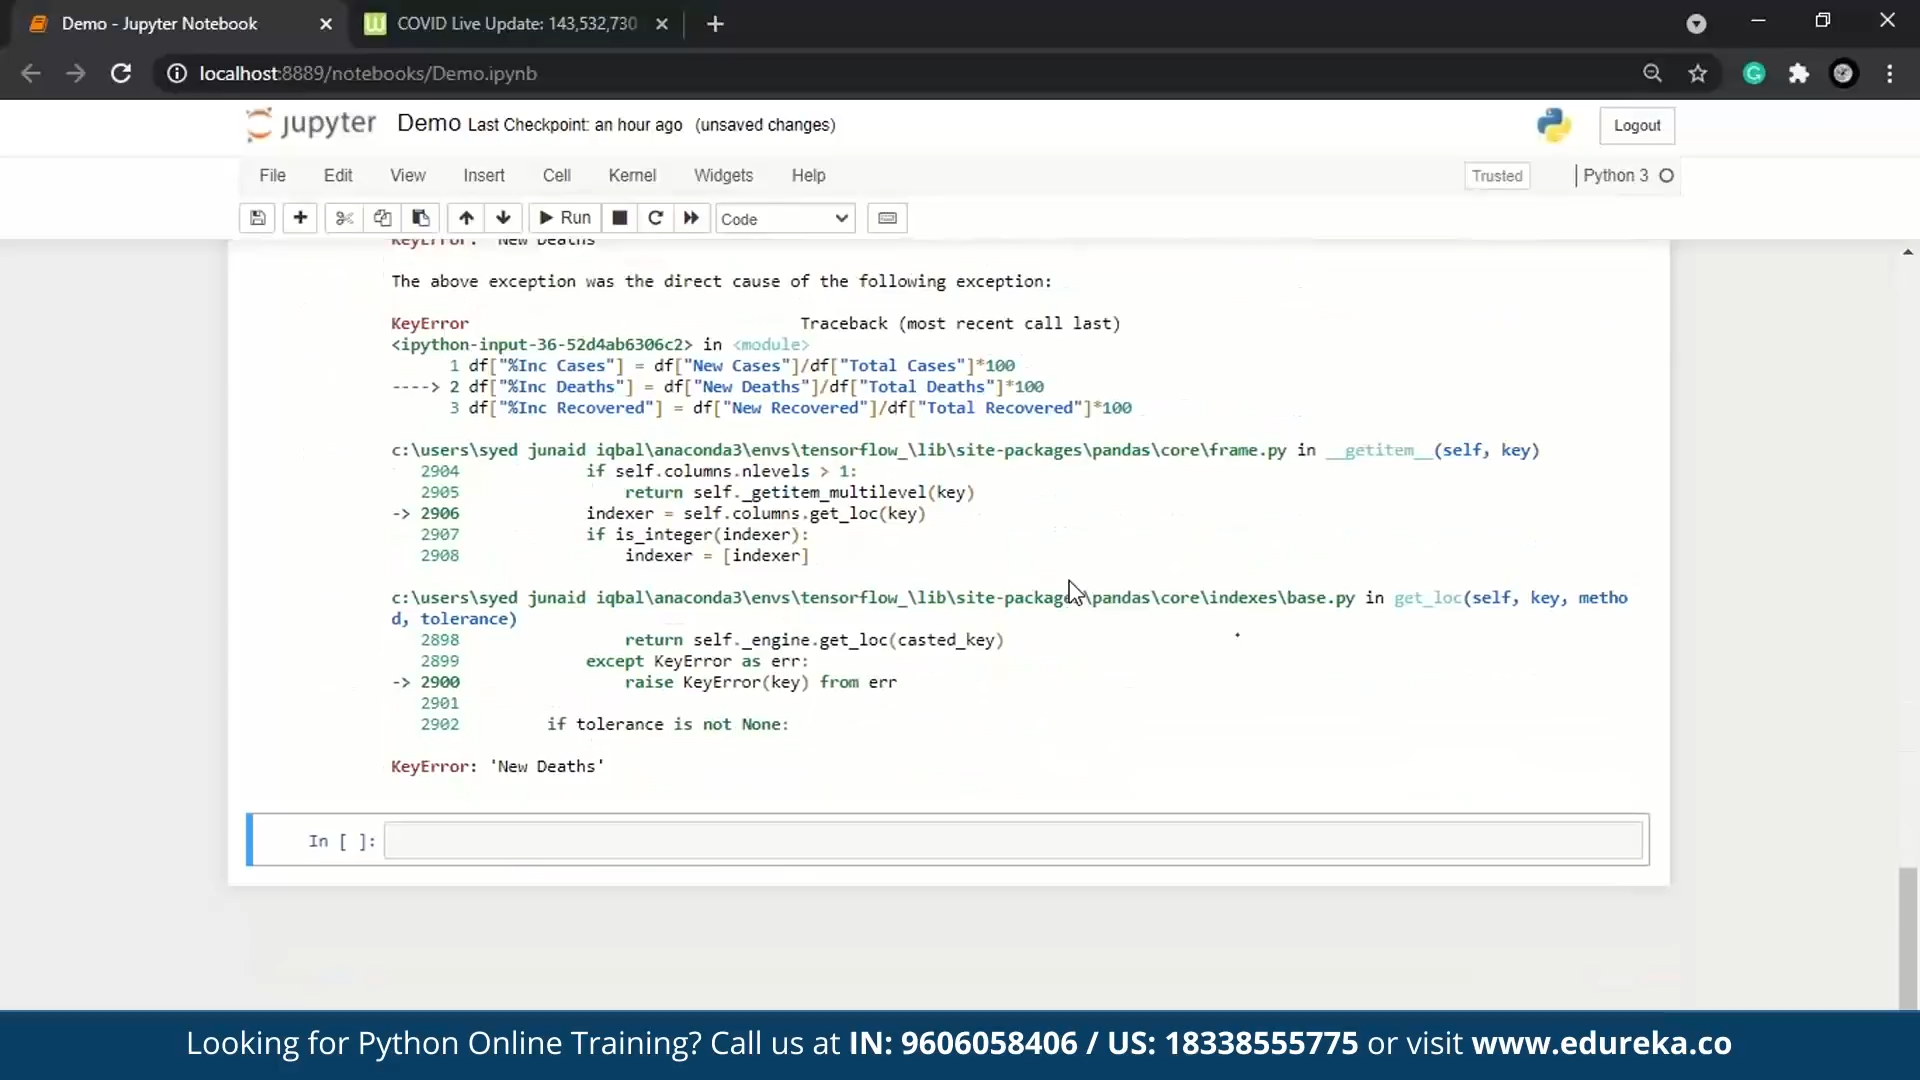 Demo - Jupyter Notebook
COVID Live Update: 143,532,730
localhost:8889/notebooks/Demo.ipynb
jupyter Demo Last Checkpoint: an hour ago (unsaved changes)
Logout
File Edit View Insert Cell Kernel Widgets Help
Trusted
Python 3
Run
Code
KeyError: 'New Deaths'
The above exception was the direct cause of the following exception:
KeyError Traceback (most recent call last)
<ipython-input-36-52d4ab6306c2> in <module>
1 df["%Inc Cases"] = df["New Cases"]/df["Total Cases"]*100
----> 2 df["%Inc Deaths"] = df["New Deaths"]/df["Total Deaths"]*100
3 df["%Inc Recovered"] = df["New Recovered"]/df["Total Recovered"]*100
c:\users\syed junaid iqbal\anaconda3\envs\tensorflow_\lib\site-packages\pandas\core\frame.py in __getitem__(self, key)
2904 if self.columns.nlevels > 1:
2905 return self._getitem_multilevel(key)
-> 2906 indexer = self.columns.get_loc(key)
2907 if is_integer(indexer):
2908 indexer = [indexer]
c:\users\syed junaid iqbal\anaconda3\envs\tensorflow_\lib\site-packages\pandas\core\indexes\base.py in get_loc(self, key, metho
d, tolerance)
2898 return self._engine.get_loc(casted_key)
2899 except KeyError as err:
-> 2900 raise KeyError(key) from err
2901
2902 if tolerance is not None:
KeyError: 'New Deaths'
In [ ]:
Looking for Python Online Training? Call us at IN: 9606058406 / US: 18338555775 or visit www.edureka.co